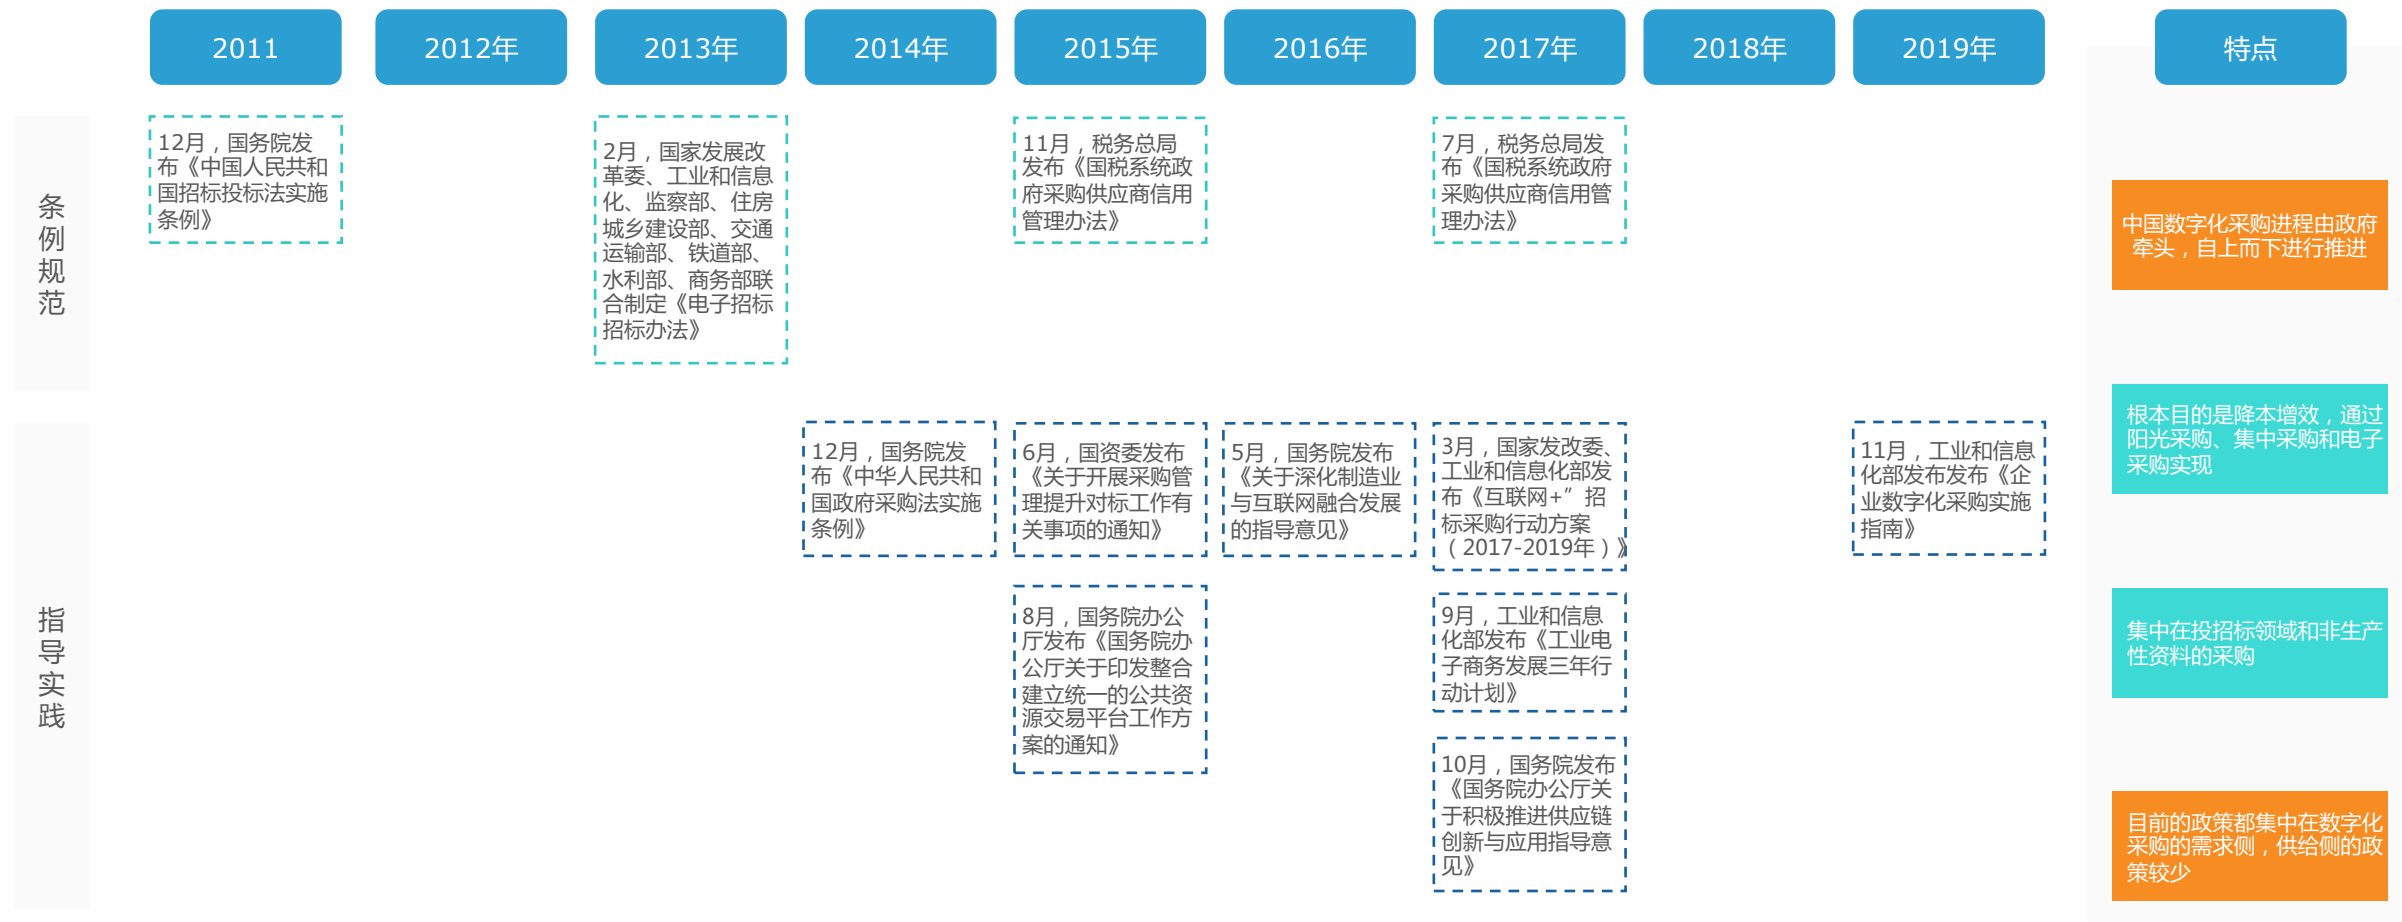 2011
2012年
2013年
2014年
2015年
2016年
2017年
2018年
2019年
特点
条例规范
12月，国务院发
布《中国人民共和
国招标投标法实施
条例》
2月，国家发展改
革委、工业和信息
化、监察部、住房
城乡建设部、交通
运输部、铁道部、
水利部、商务部联
合制定《电子招标
招标办法》
11月，税务总局
发布《国税系统政
府采购供应商信用
管理办法》
7月，税务总局发
布《国税系统政府
采购供应商信用管
理办法》
指导实践
12月，国务院发
布《中华人民共和
国政府采购法实施
条例》
6月，国资委发布
《关于开展采购管
理提升对标工作有
关事项的通知》
8月，国务院办公
厅发布《国务院办
公厅关于印发整合
建立统一的公共资
源交易平台工作方
案的通知》
5月，国务院发布
《关于深化制造业
与互联网融合发展
的指导意见》
3月，国家发改委、
工业和信息化部发
布《互联网+”招
标采购行动方案
（2017-2019年）》
9月，工业和信息
化部发布《工业电
子商务发展三年行
动计划》
10月，国务院发布
《国务院办公厅关
于积极推进供应链
创新与应用指导意
见》
11月，工业和信息
化部发布发布《企
业数字化采购实施
指南》
中国数字化采购进程由政府
牵头，自上而下进行推进
根本目的是降本增效，通过
阳光采购、集中采购和电子
采购实现
集中在投招标领域和非生产
性资料的采购
目前的政策都集中在数字化
采购的需求侧，供给侧的政
策较少